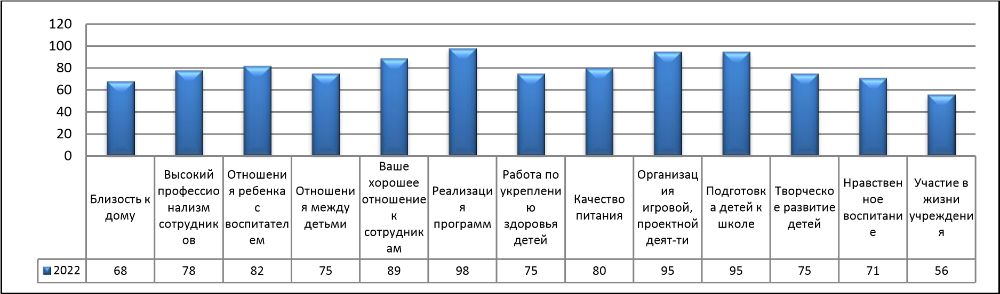 120
100
80
60
40
20
0
Близость к
дому
Высокий
профессио
нализм
сотрудник
ов
Отношени
я ребенка
с
воспитател
ем
Отношени
я между
детьми
Ваше
хорошее
отношение
к
сотрудник
ам
Реализаци
я
программ
Работа по
укреплени
ю
здоровья
детей
Качество
питания
Организац
ия
игровой,
проектной
деят-ти
Подготовк
а детей к
школе
Творческо
е развитие
детей
Нравствен
ное
воспитани
е
Участие в
жизни
учреждени
я
2022 68 78 82 75 89 98 75 80 95 95 75 71 56